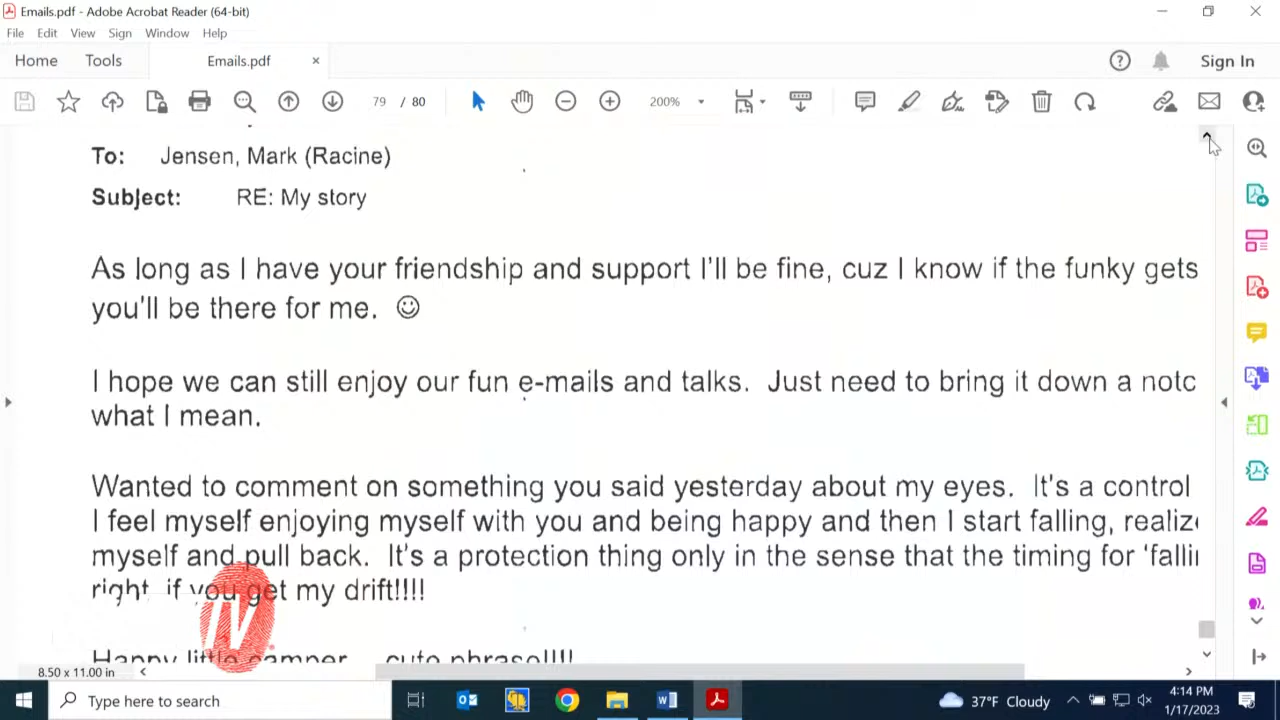 Emails.pdf - Adobe Acrobat Reader (64-bit)
File Edit View Sign Window Help
Home Tools Emails.pdf × Sign In
79 / 80 200%
To: Jensen, Mark (Racine)
Subject: RE: My story
As long as I have your friendship and support I'll be fine, cuz I know if the funky gets
you'll be there for me. ☺
I hope we can still enjoy our fun e-mails and talks. Just need to bring it down a notc
what I mean.
Wanted to comment on something you said yesterday about my eyes. It's a control
I feel myself enjoying myself with you and being happy and then I start falling, realiz
myself and pull back. It's a protection thing only in the sense that the timing for 'falli
right, if you get my drift!!!!
TV
Happy little camper cute phrase!!!!
8.50 x 11.00 in
Type here to search
37°F Cloudy
4:14 PM
1/17/2023